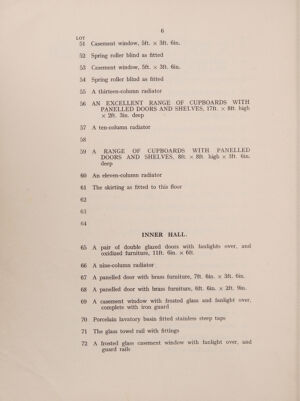 6
LOT
51 Casement window, 5ft. × 3ft. 6in.
52 Spring roller blind as fitted
53 Casement window, 5ft. × 3ft. 6in.
54 Spring roller blind as fitted
55 A thirteen-column radiator
56 AN EXCELLENT RANGE OF CUPBOARDS WITH
PANELLED DOORS AND SHELVES, 17ft. × 8ft. high
× 2ft. 3in. deep
57 A ten-column radiator
58
59 A RANGE OF CUPBOARDS WITH PANELLED
DOORS AND SHELVES, 8ft. × 8ft. high × 1ft. 6in.
deep
60 An eleven-column radiator
61 The skirting as fitted to this floor
62
63
64
INNER HALL.
65 A pair of double glazed doors with fanlights over, and
oxidized furniture, 11ft. 6in. × 6ft.
66 A nine-column radiator
67 A panelled door with brass furniture, 7ft. 6in. × 3ft. 6in.
68 A panelled door with brass furniture, 6ft. 6in. × 2ft. 9in.
69 A casement window with frosted glass and fanlight over,
complete with iron guard
70 Porcelain lavatory basin fitted stainless steep taps
71 The glass towel rail with fittings
72 A frosted glass casement window with fanlight over, and
guard rails